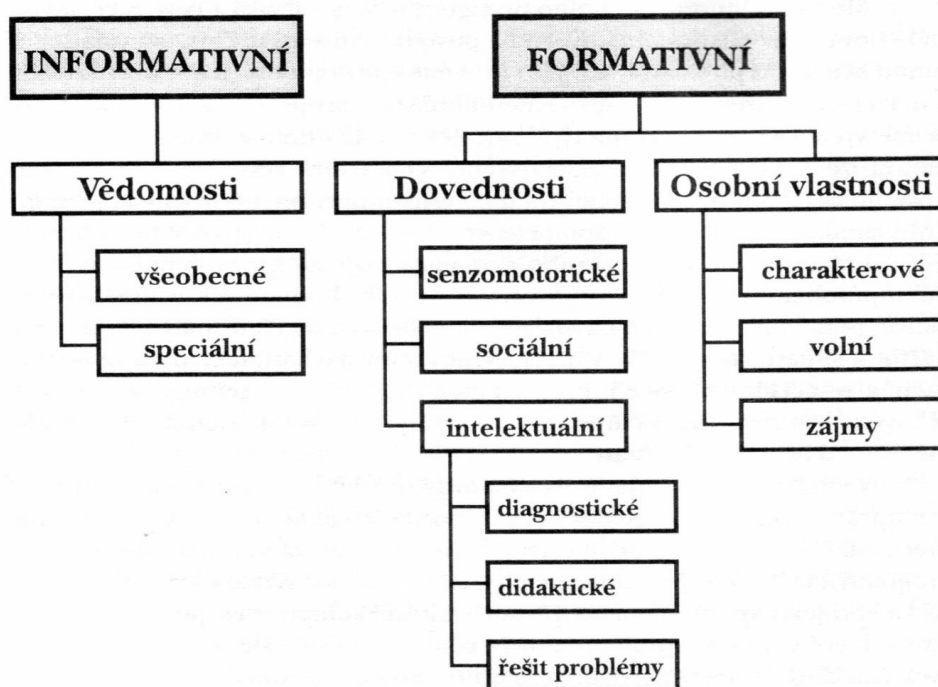 INFORMATIVNÍ
FORMATIVNÍ
Vědomosti
Dovednosti
Osobní vlastnosti
všeobecné
senzomotorické
charakterové
speciální
sociální
volní
intelektuální
zájmy
diagnostické
didaktické
řešit problémy